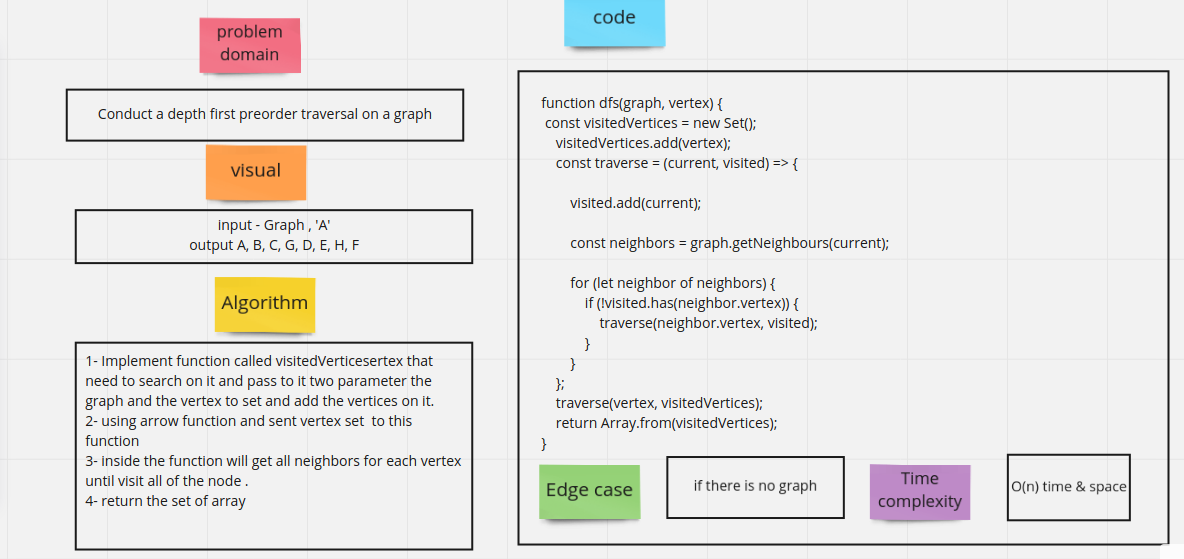 problem
domain
Conduct a depth first preorder traversal on a graph
visual
input - Graph , 'A'
output A, B, C, G, D, E, H, F
Algorithm
1- Implement function called visitedVerticesertex that
need to search on it and pass to it two parameter the
graph and the vertex to set and add the vertices on it.
2- using arrow function and sent vertex set  to this
function
3- inside the function will get all neighbors for each vertex
until visit all of the node .
4- return the set of array
code
function dfs(graph, vertex) {
const visitedVertices = new Set();
visitedVertices.add(vertex);
const traverse = (current, visited) => {
visited.add(current);
const neighbors = graph.getNeighbours(current);
for (let neighbor of neighbors) {
if (!visited.has(neighbor.vertex)) {
traverse(neighbor.vertex, visited);
}
}
};
traverse(vertex, visitedVertices);
return Array.from(visitedVertices);
}
Edge case
if there is no graph
Time
complexity
O(n) time & space